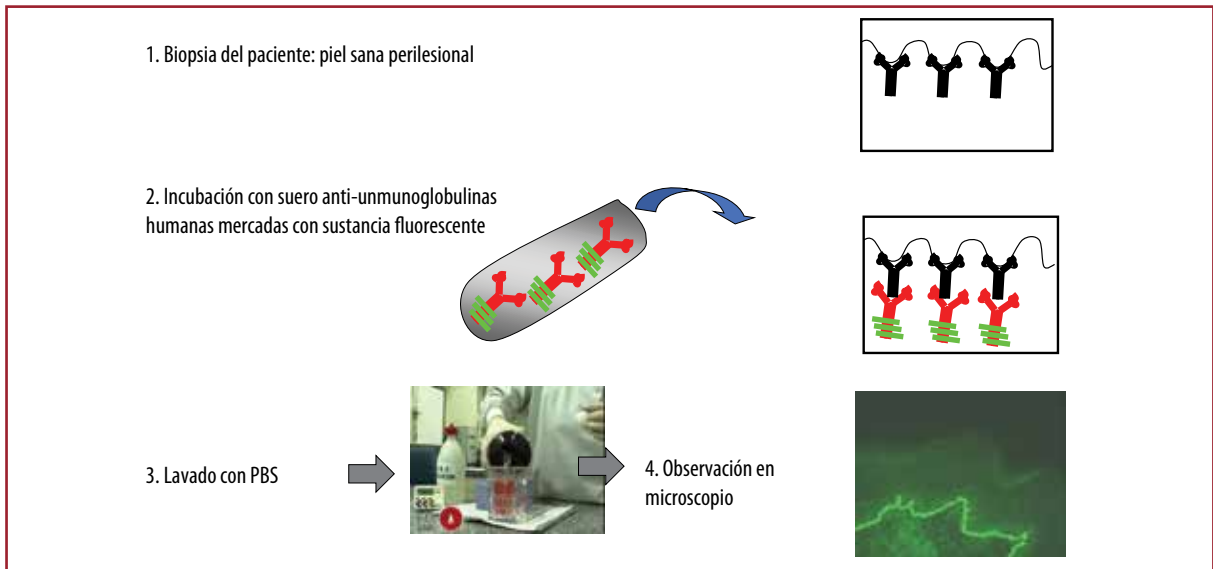 1. Biopsia del paciente: piel sana perilesional
2. Incubación con suero anti-unmunoglobulinas
humanas mercadas con sustancia fluorescente
3. Lavado con PBS
4. Observación en
microscopio